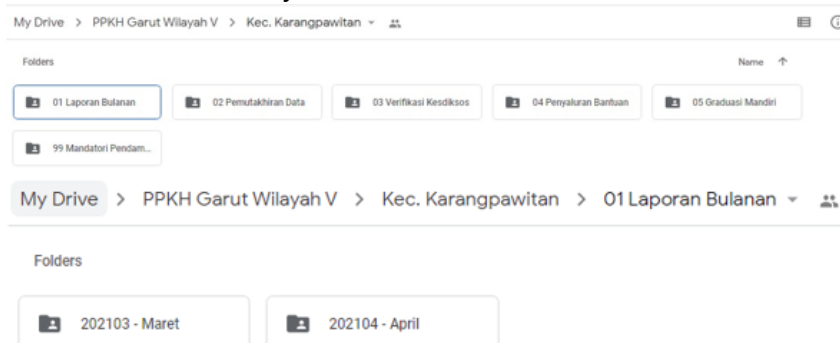 My Drive > PPKH Garut Wilayah V > Kec. Karangpawitan
Folders Name ↑
01 Laporan Bulanan 02 Pemutakhiran Data 03 Verifikasi Kesdiksos 04 Penyaluran Bantuan 05 Graduasi Mandiri
99 Mandatori Pendam...
My Drive > PPKH Garut Wilayah V > Kec. Karangpawitan > 01 Laporan Bulanan
Folders
202103 - Maret 202104 - April